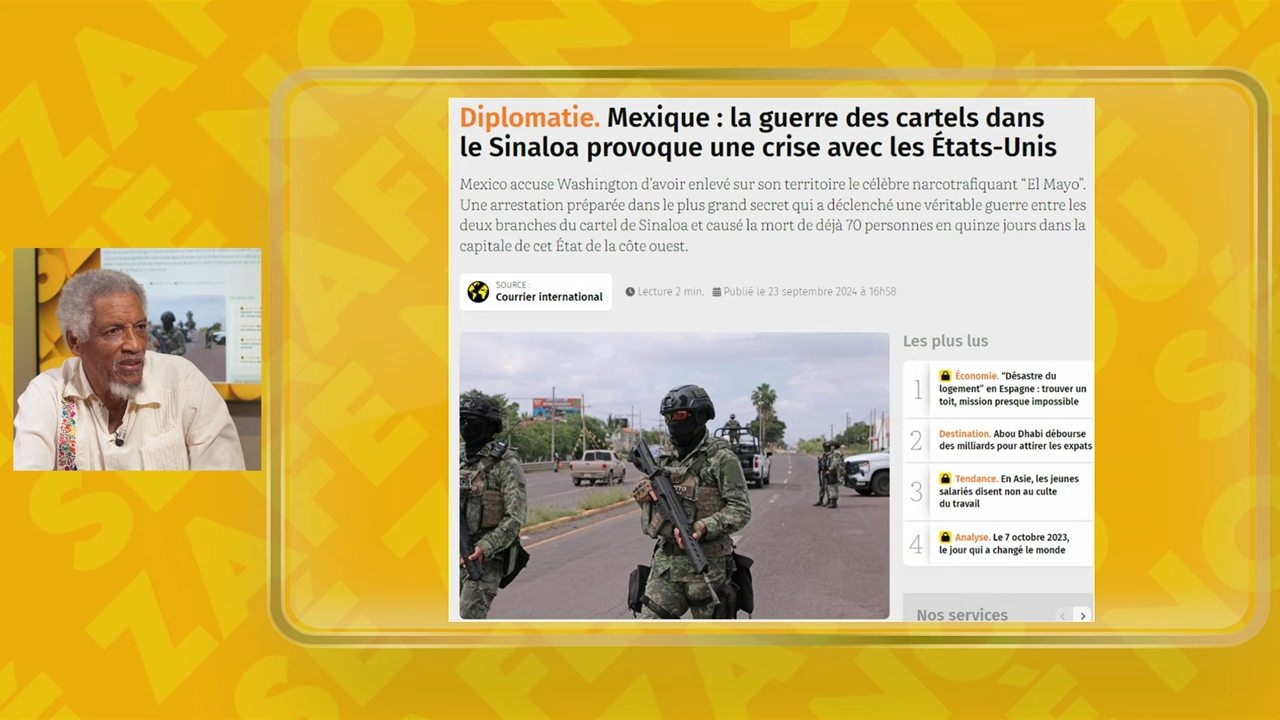 Diplomatie. Mexique : la guerre des cartels dans
le Sinaloa provoque une crise avec les États-Unis
Mexico accuse Washington d’avoir enlevé sur son territoire le célèbre narcotrafiquant “El Mayo”.
Une arrestation préparée dans le plus grand secret qui a déclenché une véritable guerre entre les
deux branches du cartel de Sinaloa et causé la mort de déjà 70 personnes en quinze jours dans la
capitale de cet État de la côte ouest.
SOURCE :
Courrier international
Lecture 2 min.
Publié le 23 septembre 2024 à 16h58
Les plus lus
1
Économie. “Désastre du
logement” en Espagne : trouver un
toit, mission presque impossible
2
Destination. Abou Dhabi débourse
des milliards pour attirer les expats
3
Tendance. En Asie, les jeunes
salariés disent non au culte
du travail
4
Analyse. Le 7 octobre 2023,
le jour qui a changé le monde
Nos services